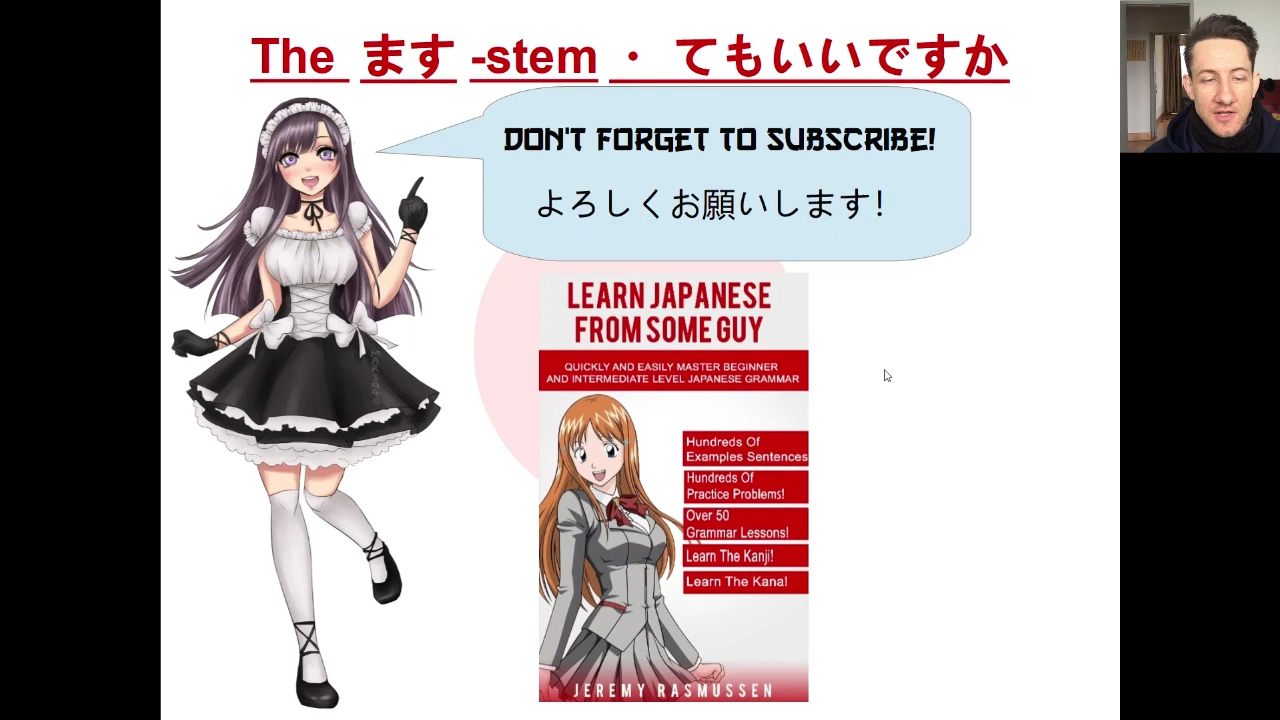 The ます -stem ・ てもいいですか
DON'T FORGET TO SUBSCRIBE!
よろしくお願いします!
LEARN JAPANESE
FROM SOME GUY
QUICKLY AND EASILY MASTER BEGINNER
AND INTERMEDIATE LEVEL JAPANESE GRAMMAR
Hundreds Of
Examples Sentences
Hundreds Of
Practice Problems!
Over 50
Grammar Lessons!
Learn The Kanji!
Learn The Kana!
JEREMY RASMUSSEN